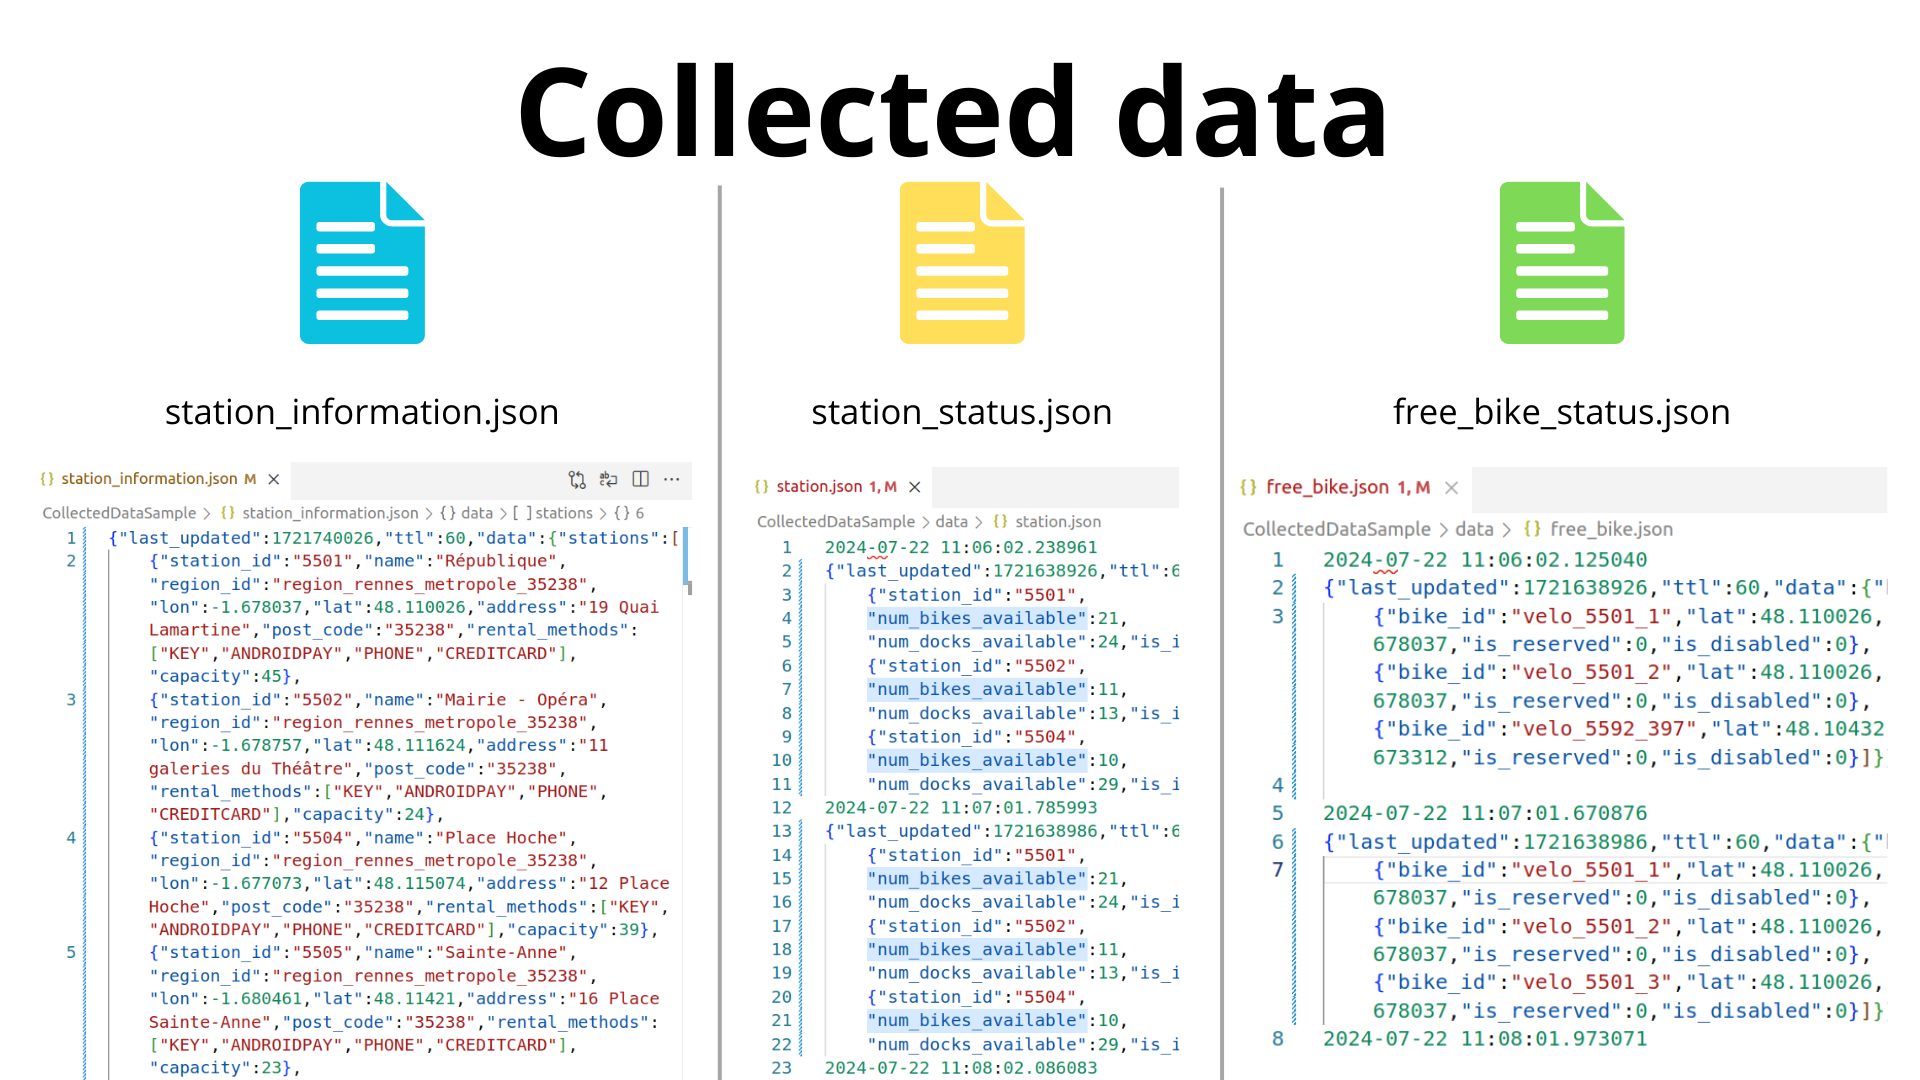 Collected data
station_information.json
{} station_information.json M ×
CollectedDataSample > {} station_information.json > {} data > [ ] stations > {} 6
1 {"last_updated":1721740026,"ttl":60,"data":{"stations":[
2 {"station_id":"5501","name":"République",
"region_id":"region_rennes_metropole_35238",
"lon":-1.678037,"lat":48.110026,"address":"19 Quai
Lamartine","post_code":"35238","rental_methods":
["KEY","ANDROIDPAY","PHONE","CREDITCARD"],
"capacity":45},
3 {"station_id":"5502","name":"Mairie - Opéra",
"region_id":"region_rennes_metropole_35238",
"lon":-1.678757,"lat":48.111624,"address":"11
galeries du Théâtre","post_code":"35238",
"rental_methods":["KEY","ANDROIDPAY","PHONE",
"CREDITCARD"],"capacity":24},
4 {"station_id":"5504","name":"Place Hoche",
"region_id":"region_rennes_metropole_35238",
"lon":-1.677073,"lat":48.115074,"address":"12 Place
Hoche","post_code":"35238","rental_methods":["KEY",
"ANDROIDPAY","PHONE","CREDITCARD"],"capacity":39},
5 {"station_id":"5505","name":"Sainte-Anne",
"region_id":"region_rennes_metropole_35238",
"lon":-1.680461,"lat":48.11421,"address":"16 Place
Sainte-Anne","post_code":"35238","rental_methods":
["KEY","ANDROIDPAY","PHONE","CREDITCARD"],
"capacity":23},
station_status.json
{} station.json 1, M ×
CollectedDataSample > data > {} station.json
1 2024-07-22 11:06:02.238961
2 {"last_updated":1721638926,"ttl":6
3 {"station_id":"5501",
4 "num_bikes_available":21,
5 "num_docks_available":24,"is_i
6 {"station_id":"5502",
7 "num_bikes_available":11,
8 "num_docks_available":13,"is_i
9 {"station_id":"5504",
10 "num_bikes_available":10,
11 "num_docks_available":29,"is_i
12 2024-07-22 11:07:01.785993
13 {"last_updated":1721638986,"ttl":6
14 {"station_id":"5501",
15 "num_bikes_available":21,
16 "num_docks_available":24,"is_i
17 {"station_id":"5502",
18 "num_bikes_available":11,
19 "num_docks_available":13,"is_i
20 {"station_id":"5504",
21 "num_bikes_available":10,
22 "num_docks_available":29,"is_i
23 2024-07-22 11:08:02.086083
free_bike_status.json
{} free_bike.json 1, M ×
CollectedDataSample > data > {} free_bike.json
1 2024-07-22 11:06:02.125040
2 {"last_updated":1721638926,"ttl":60,"data":{"
3 {"bike_id":"velo_5501_1","lat":48.110026,
678037,"is_reserved":0,"is_disabled":0},
{"bike_id":"velo_5501_2","lat":48.110026,
678037,"is_reserved":0,"is_disabled":0},
{"bike_id":"velo_5592_397","lat":48.10432
673312,"is_reserved":0,"is_disabled":0}]}
4
5 2024-07-22 11:07:01.670876
6 {"last_updated":1721638986,"ttl":60,"data":{"
7 {"bike_id":"velo_5501_1","lat":48.110026,
678037,"is_reserved":0,"is_disabled":0},
{"bike_id":"velo_5501_2","lat":48.110026,
678037,"is_reserved":0,"is_disabled":0},
{"bike_id":"velo_5501_3","lat":48.110026,
678037,"is_reserved":0,"is_disabled":0}]}
8 2024-07-22 11:08:01.973071